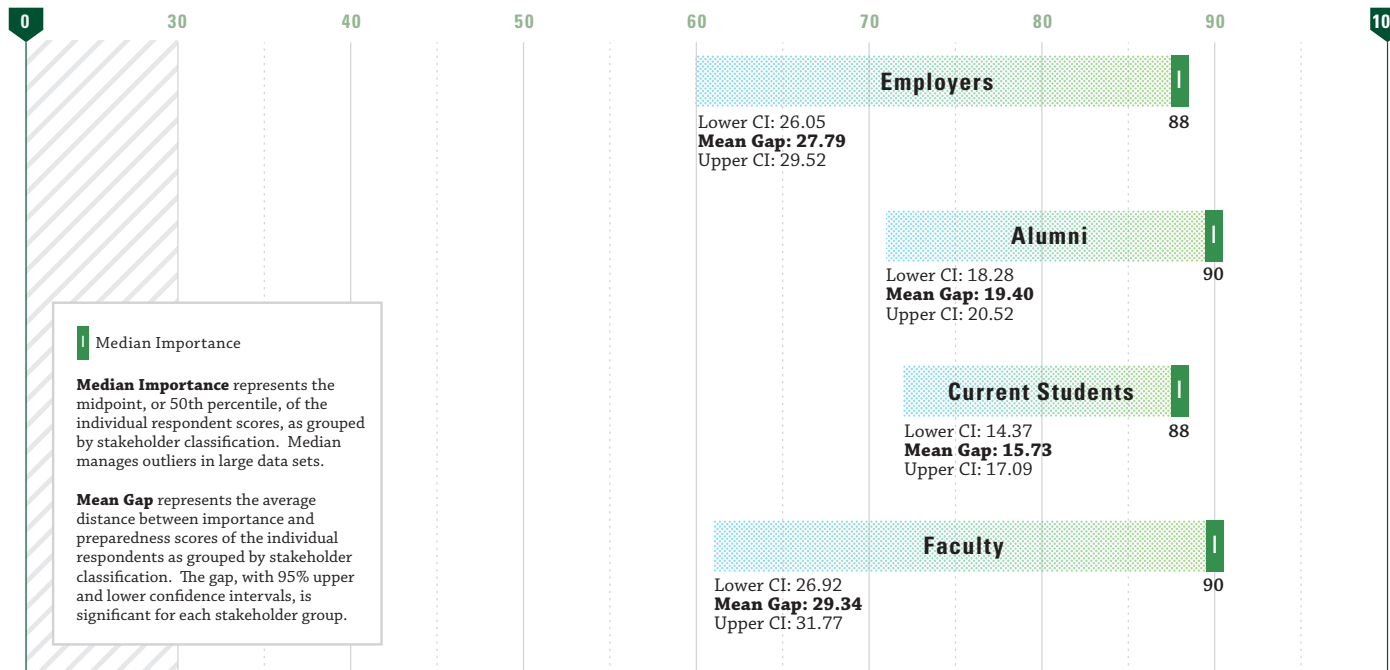 0 30 40 50 60 70 80 90 10
Employers
I
88
Lower CI: 26.05
Mean Gap: 27.79
Upper CI: 29.52
Alumni
I
90
Lower CI: 18.28
Mean Gap: 19.40
Upper CI: 20.52
Current Students
I
88
Lower CI: 14.37
Mean Gap: 15.73
Upper CI: 17.09
Faculty
I
90
Lower CI: 26.92
Mean Gap: 29.34
Upper CI: 31.77
I Median Importance
Median Importance represents the
midpoint, or 50th percentile, of the
individual respondent scores, as grouped
by stakeholder classification. Median
manages outliers in large data sets.
Mean Gap represents the average
distance between importance and
preparedness scores of the individual
respondents as grouped by stakeholder
classification. The gap, with 95% upper
and lower confidence intervals, is
significant for each stakeholder group.